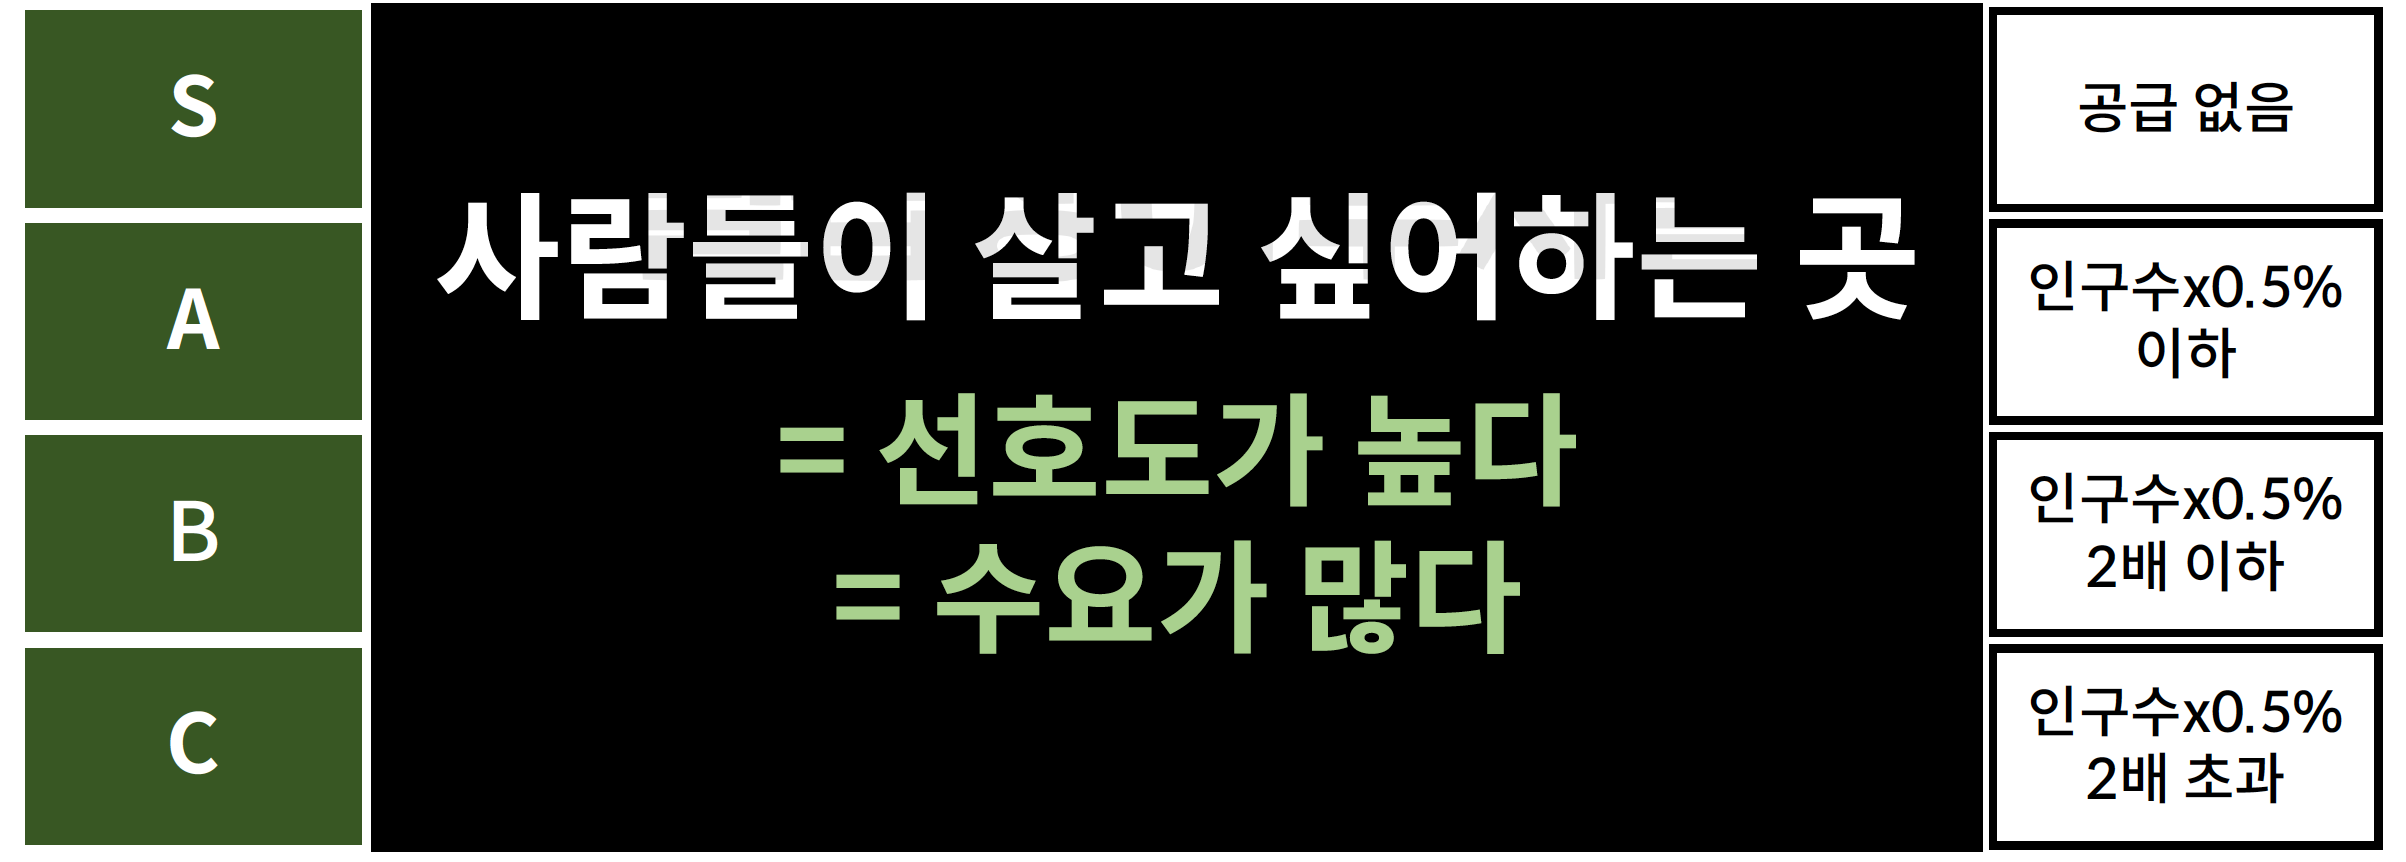 S
A
B
C
사람들이 살고 싶어하는 곳
= 선호도가 높다
= 수요가 많다
공급 없음
인구수x0.5%
이하
인구수x0.5%
2배 이하
인구수x0.5%
2배 초과